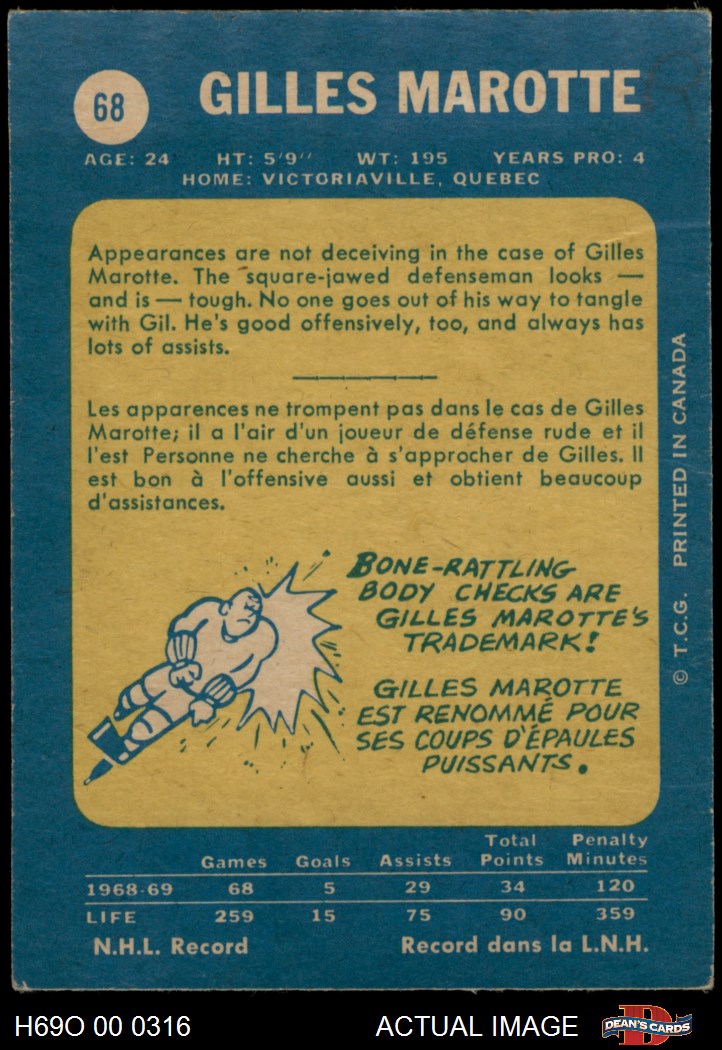 68
GILLES MAROTTE
AGE: 24 HT: 5'9'' WT: 195 YEARS PRO: 4
HOME: VICTORIAVILLE, QUEBEC
Appearances are not deceiving in the case of Gilles
Marotte. The square-jawed defenseman looks —
and is — tough. No one goes out of his way to tangle
with Gil. He's good offensively, too, and always has
lots of assists.
Les apparences ne trompent pas dans le cas de Gilles
Marotte; il a l'air d'un joueur de défense rude et il
l'est Personne ne cherche à s'approcher de Gilles. Il
est bon à l'offensive aussi et obtient beaucoup
d'assistances.
BONE-RATTLING
BODY CHECKS ARE
GILLES MAROTTE'S
TRADEMARK!
GILLES MAROTTE
EST RENOMMÉ POUR
SES COUPS D'ÉPAULES
PUISSANTS.
© T.C.G. PRINTED IN CANADA
Total Penalty
Games Goals Assists Points Minutes
1968-69 68 5 29 34 120
LIFE 259 15 75 90 359
N.H.L. Record Record dans la L.N.H.
H69O 00 0316 ACTUAL IMAGE
D
DEAN'S CARDS